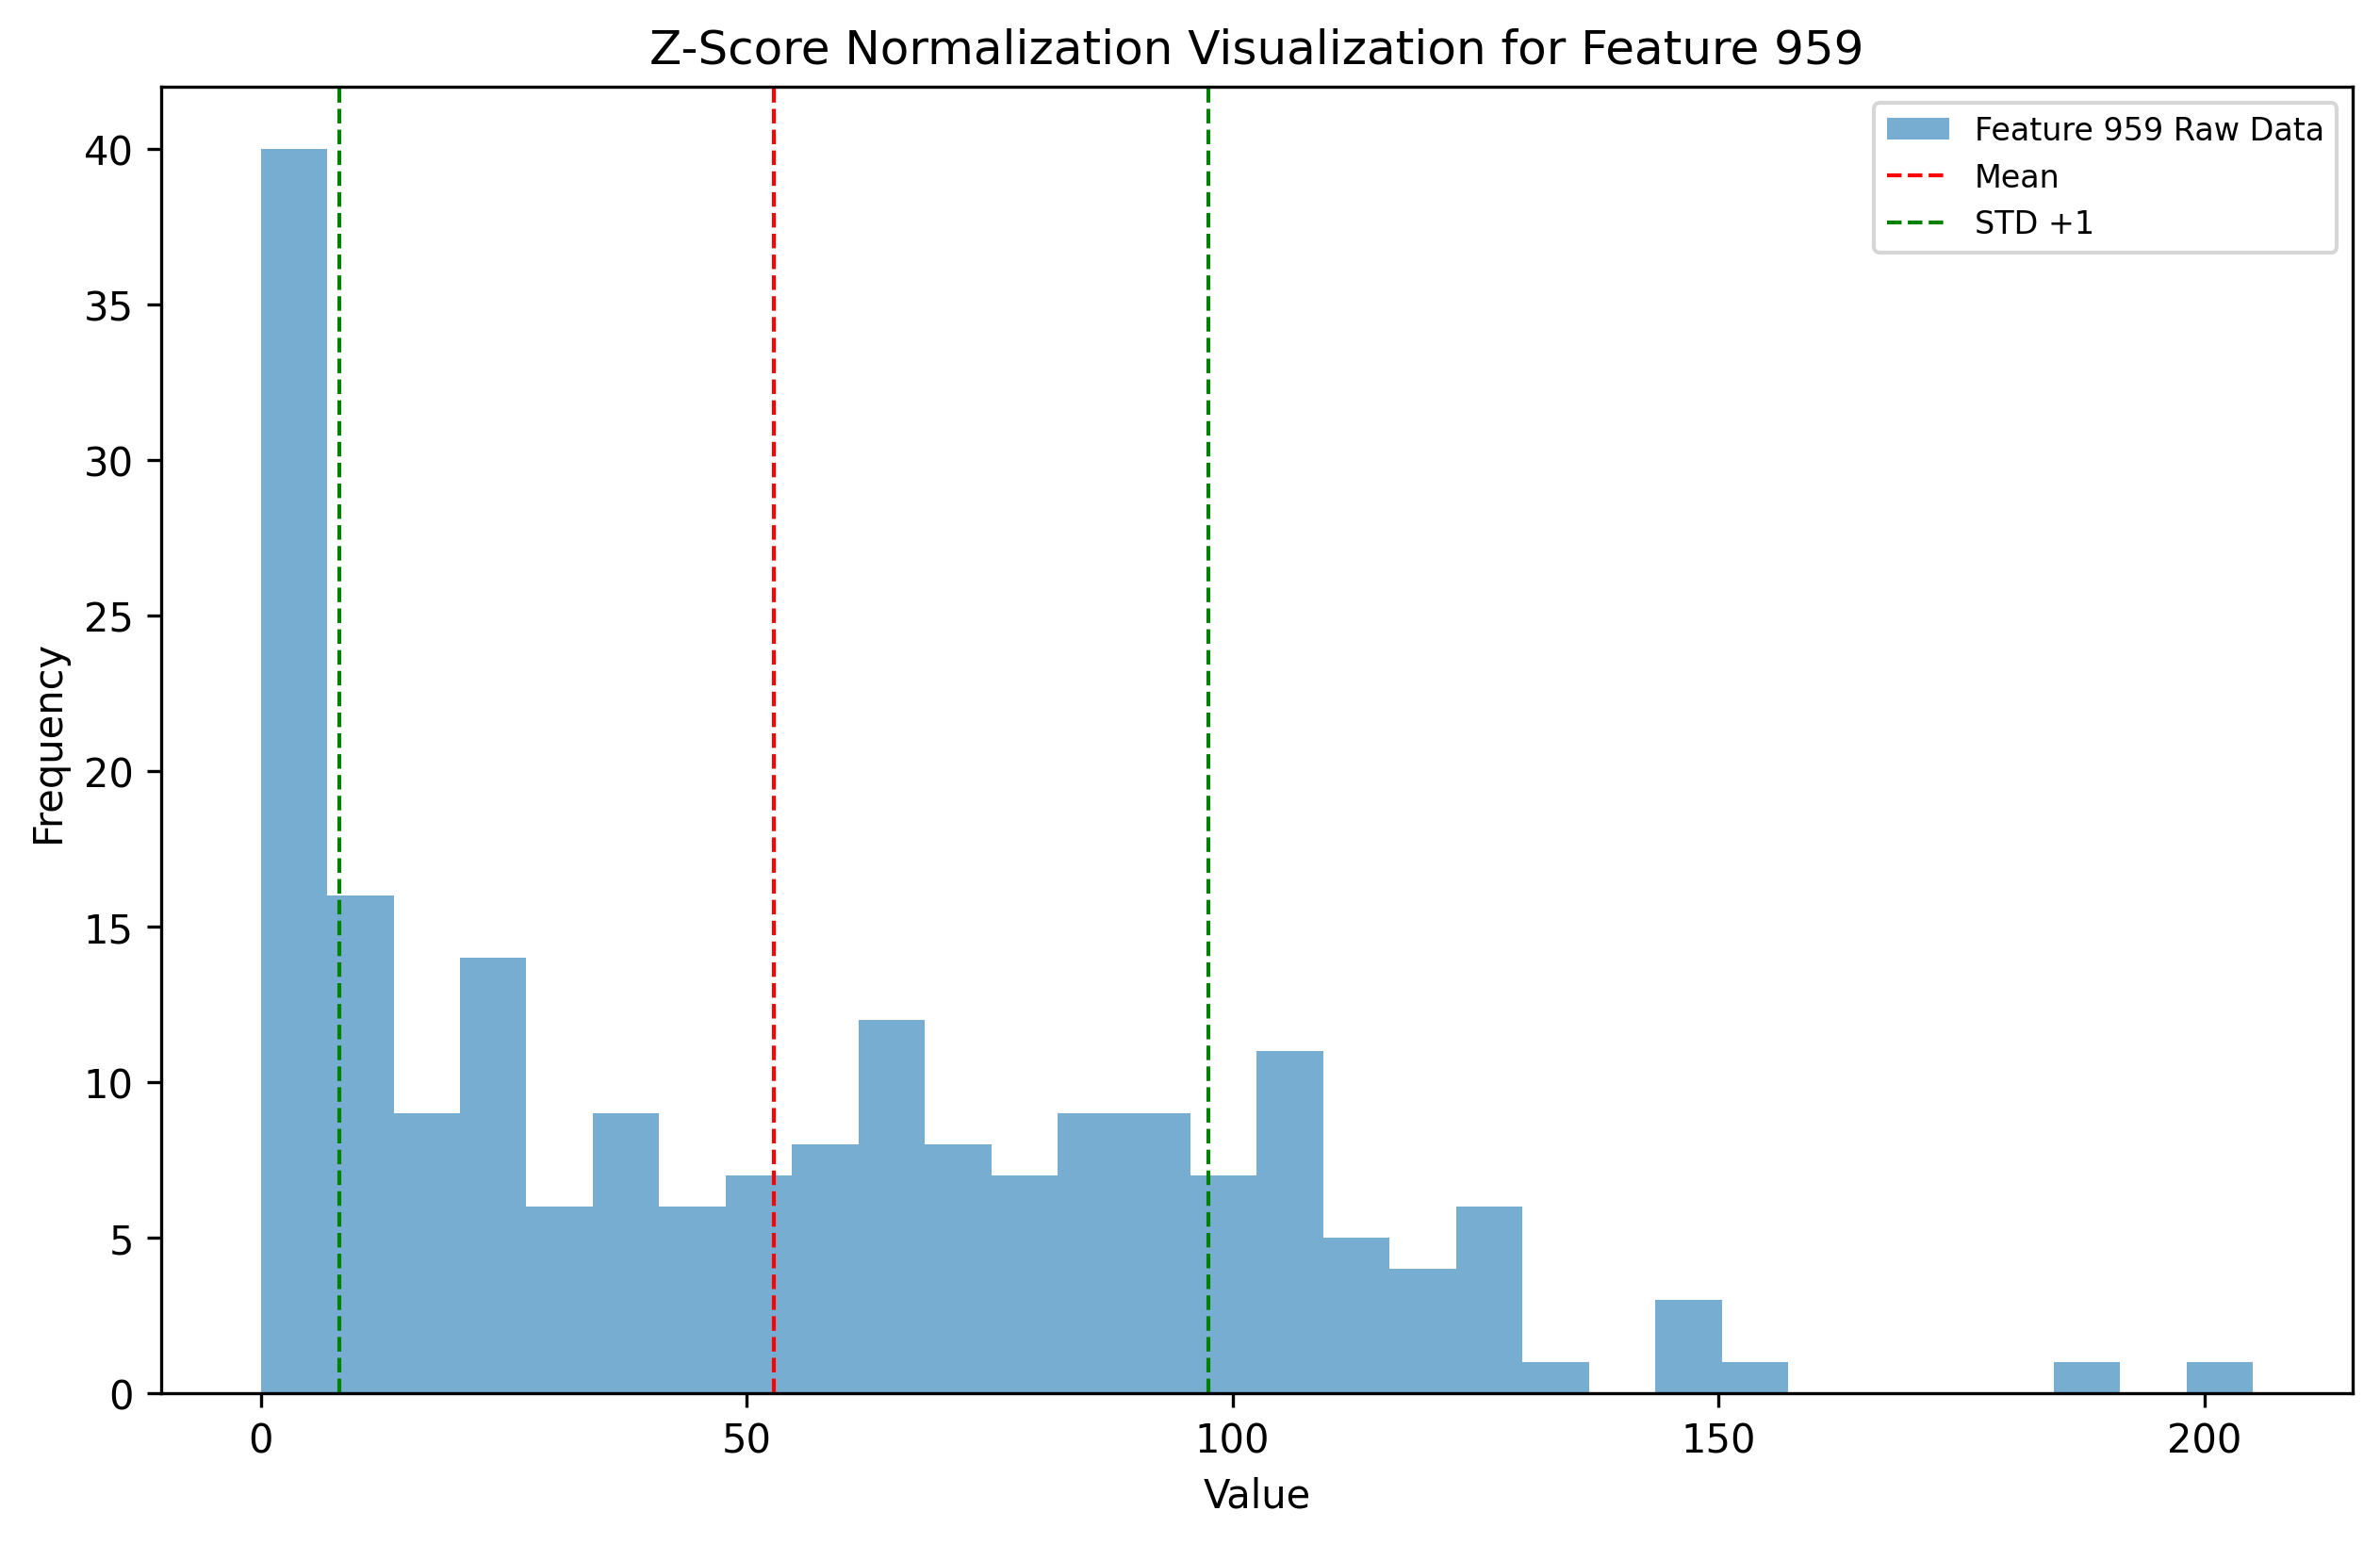 Z-Score Normalization Visualization for Feature 959
Feature 959 Raw Data
Mean
STD +1
40
35
30
25
20
15
10
5
0
Frequency
0 50 100 150 200
Value